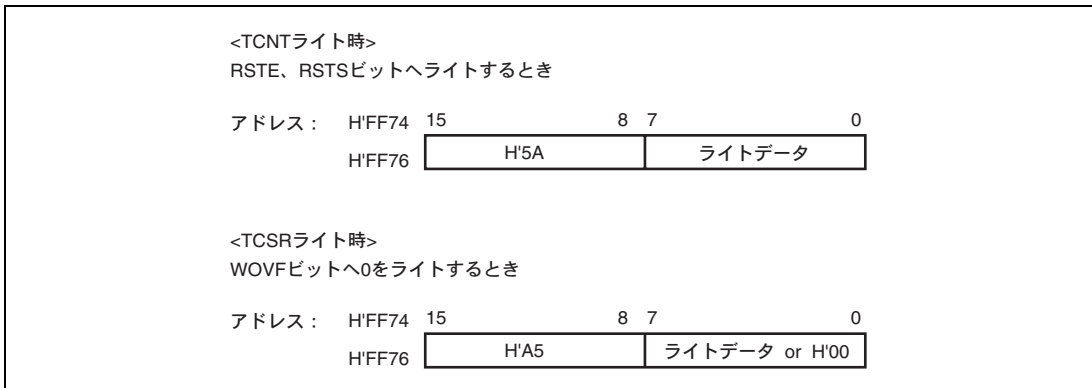 <TCNTライト時>
RSTE、RSTSビットへライトするとき
アドレス： H'FF74 15 8 7 0
H'FF76 H'5A ライトデータ
<TCSRライト時>
WOVFビットへ0をライトするとき
アドレス： H'FF74 15 8 7 0
H'FF76 H'A5 ライトデータ or H'00